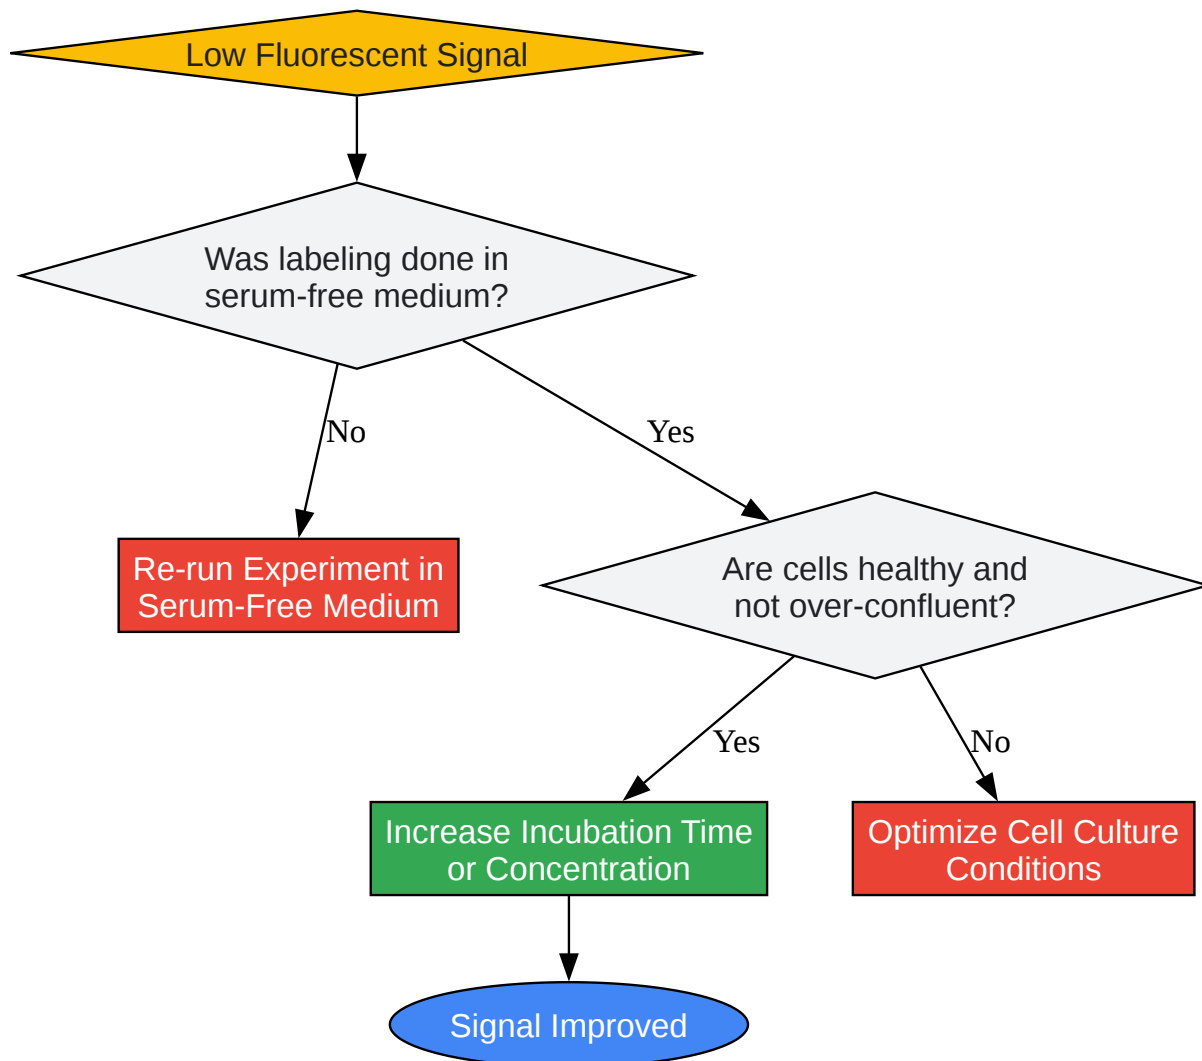 Low Fluorescent Signal
Was labeling done in
serum-free medium?
No
Yes
Re-run Experiment in
Serum-Free Medium
Are cells healthy and
not over-confluent?
Yes
No
Increase Incubation Time
or Concentration
Optimize Cell Culture
Conditions
Signal Improved